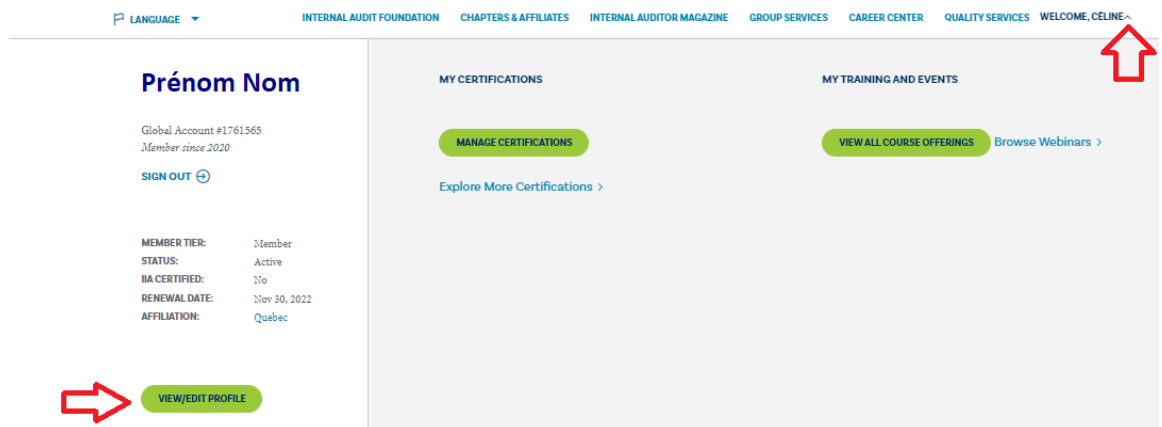 LANGUAGE
INTERNAL AUDIT FOUNDATION CHAPTERS & AFFILIATES INTERNAL AUDITOR MAGAZINE GROUP SERVICES CAREER CENTER QUALITY SERVICES WELCOME, CÉLINE
Prénom Nom
Global Account #1761565
Member since 2020
SIGN OUT
MEMBER TIER: Member
STATUS: Active
IIA CERTIFIED: No
RENEWAL DATE: Nov 30, 2022
AFFILIATION: Quebec
VIEW/EDIT PROFILE
MY CERTIFICATIONS
MANAGE CERTIFICATIONS
Explore More Certifications >
MY TRAINING AND EVENTS
VIEW ALL COURSE OFFERINGS Browse Webinars >